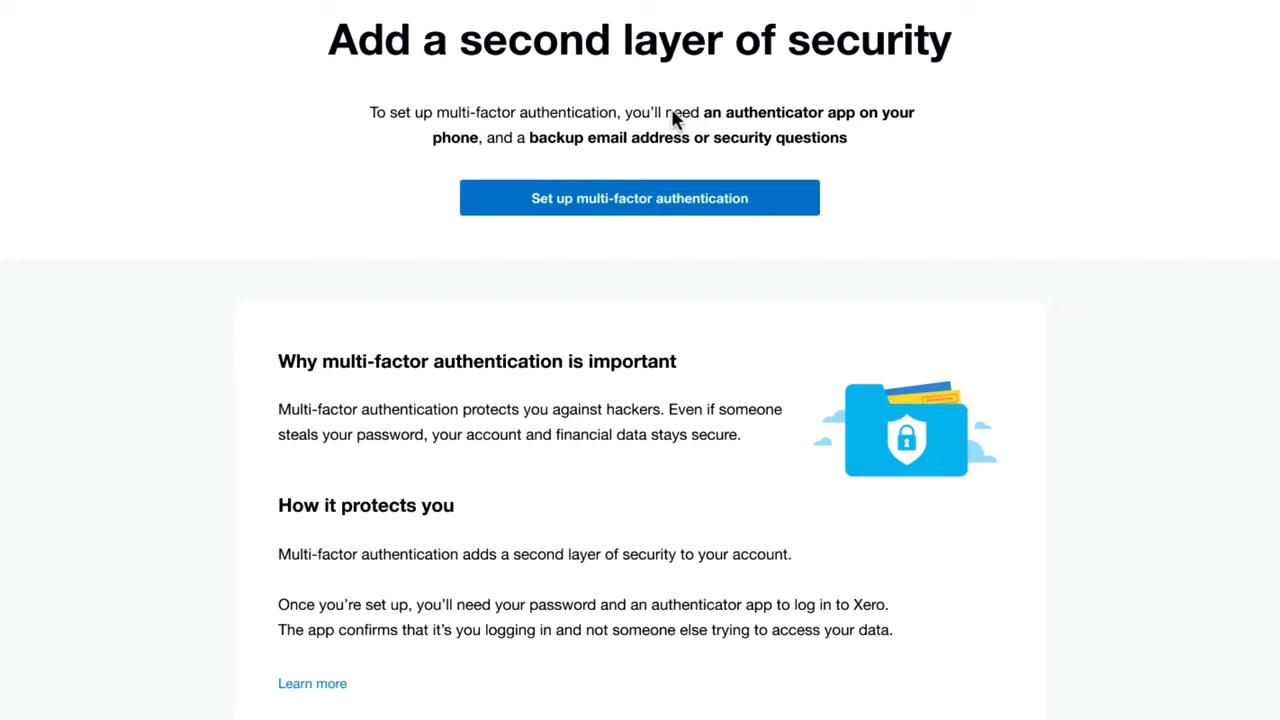 Add a second layer of security
To set up multi-factor authentication, you’ll need an authenticator app on your
phone, and a backup email address or security questions
Set up multi-factor authentication
Why multi-factor authentication is important
Multi-factor authentication protects you against hackers. Even if someone
steals your password, your account and financial data stays secure.
How it protects you
Multi-factor authentication adds a second layer of security to your account.
Once you’re set up, you’ll need your password and an authenticator app to log in to Xero.
The app confirms that it’s you logging in and not someone else trying to access your data.
Learn more